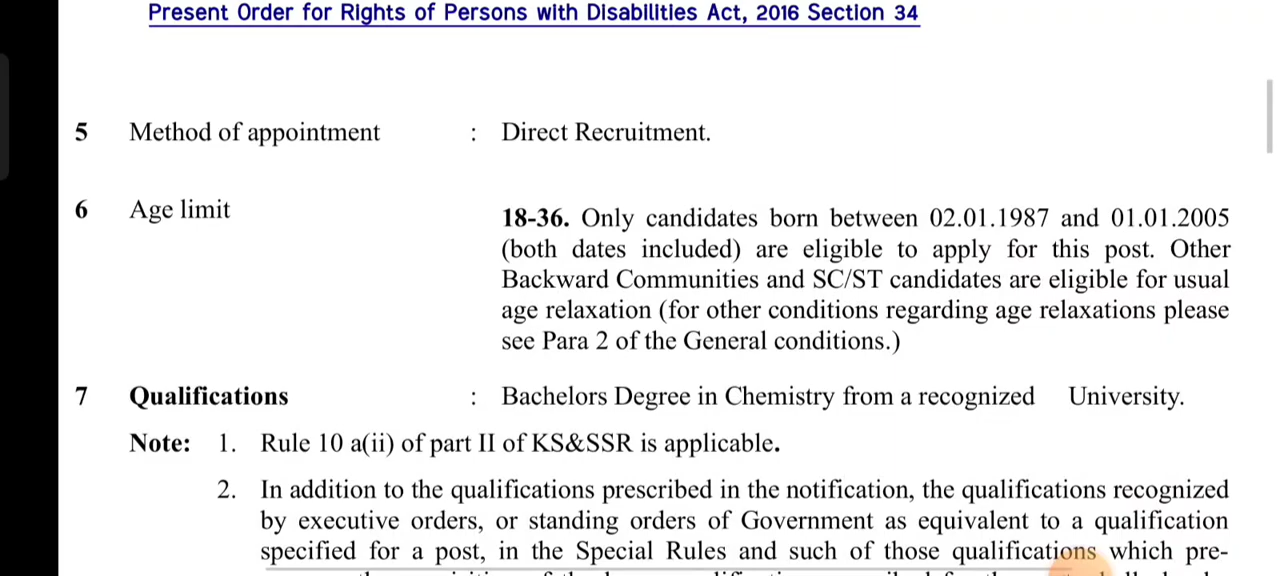 Present Order for Rights of Persons with Disabilities Act, 2016 Section 34
5 Method of appointment : Direct Recruitment.
6 Age limit
18-36. Only candidates born between 02.01.1987 and 01.01.2005
(both dates included) are eligible to apply for this post. Other
Backward Communities and SC/ST candidates are eligible for usual
age relaxation (for other conditions regarding age relaxations please
see Para 2 of the General conditions.)
7 Qualifications : Bachelors Degree in Chemistry from a recognized University.
Note: 1. Rule 10 a(ii) of part II of KS&SSR is applicable.
2. In addition to the qualifications prescribed in the notification, the qualifications recognized
by executive orders, or standing orders of Government as equivalent to a qualification
specified for a post, in the Special Rules and such of those qualifications which pre-